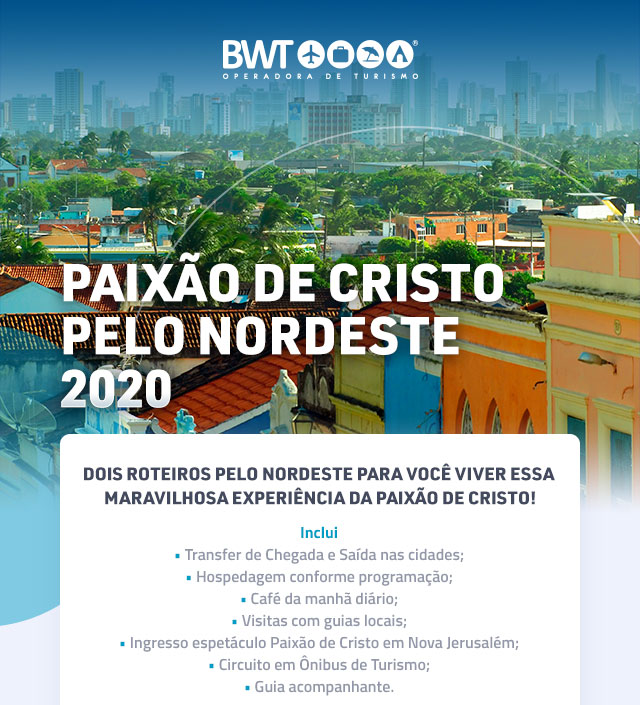 BWT
OPERADORA DE TURISMO
PAIXÃO DE CRISTO
PELO NORDESTE
2020
DOIS ROTEIROS PELO NORDESTE PARA VOCÊ VIVER ESSA
MARAVILHOSA EXPERIÊNCIA DA PAIXÃO DE CRISTO!
Inclui
▪ Transfer de Chegada e Saída nas cidades;
▪ Hospedagem conforme programação;
▪ Café da manhã diário;
▪ Visitas com guias locais;
▪ Ingresso espetáculo Paixão de Cristo em Nova Jerusalém;
▪ Circuito em Ônibus de Turismo;
▪ Guia acompanhante.